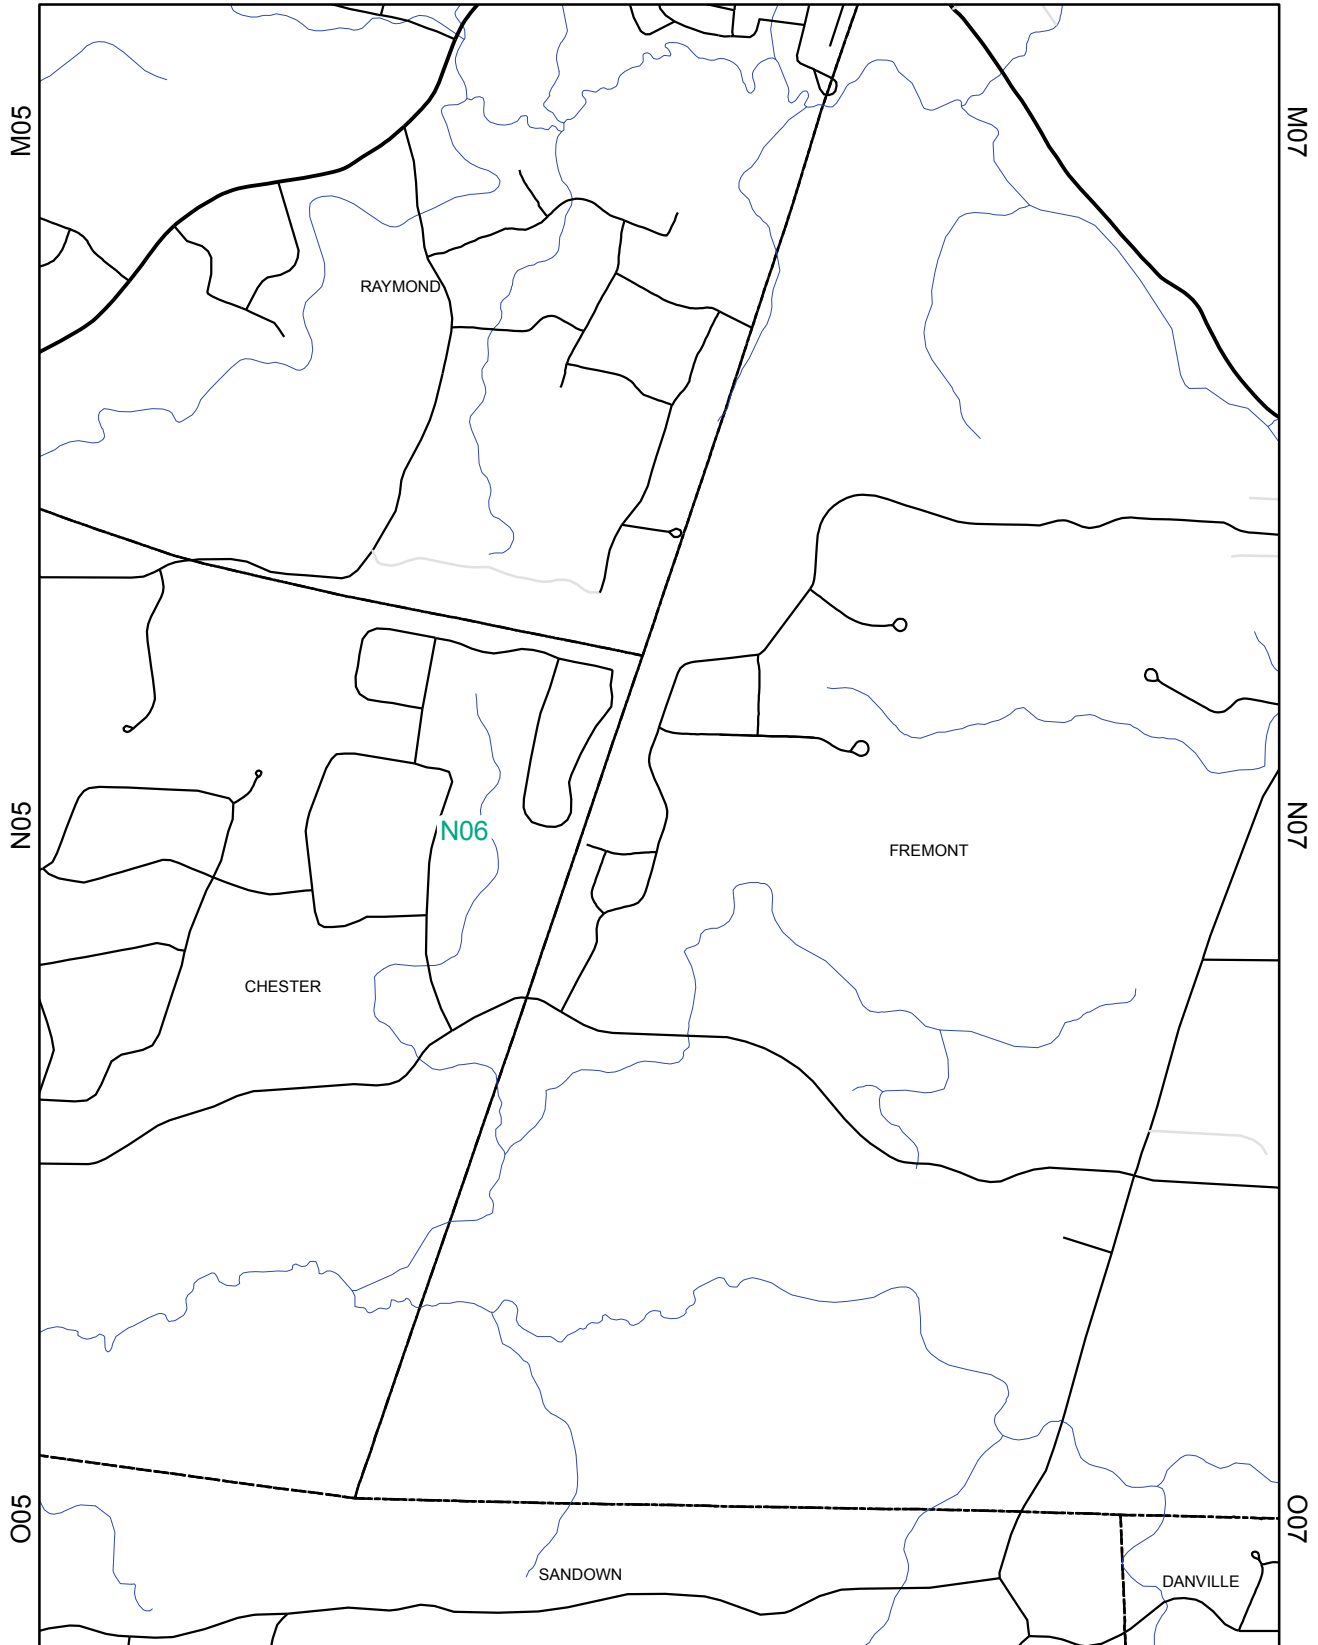 M05
M07
RAYMOND
N05
N06
N07
FREMONT
CHESTER
O05
O07
SANDOWN
DANVILLE